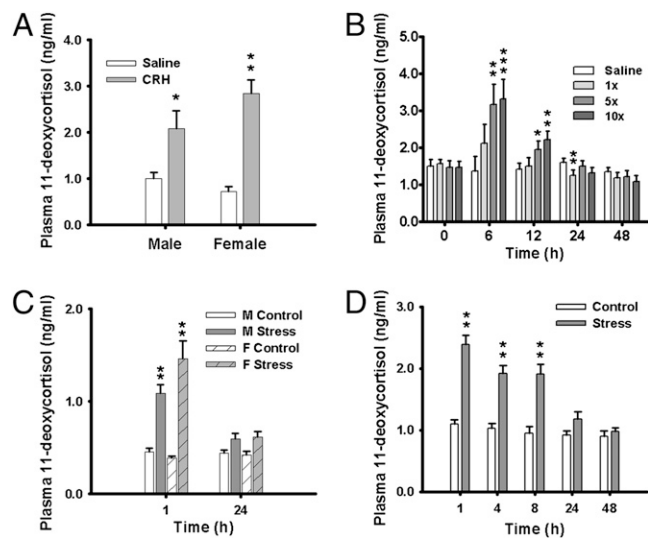 A
Plasma 11-deoxycortisol (ng/ml)
4.0
3.0
2.0
1.0
0.0
Saline
CRH
*
**
Male Female
B
Plasma 11-deoxycortisol (ng/ml)
5.0
4.0
3.0
2.0
1.0
0.0
Saline
1x
5x
10x
**
***
*
**
**
0 6 12 24 48
Time (h)
C
Plasma 11-deoxycortisol (ng/ml)
2.0
1.0
0.0
M Control
M Stress
F Control
F Stress
**
**
1 24
Time (h)
D
Plasma 11-deoxycortisol (ng/ml)
3.0
2.0
1.0
0.0
Control
Stress
**
**
**
1 4 8 24 48
Time (h)